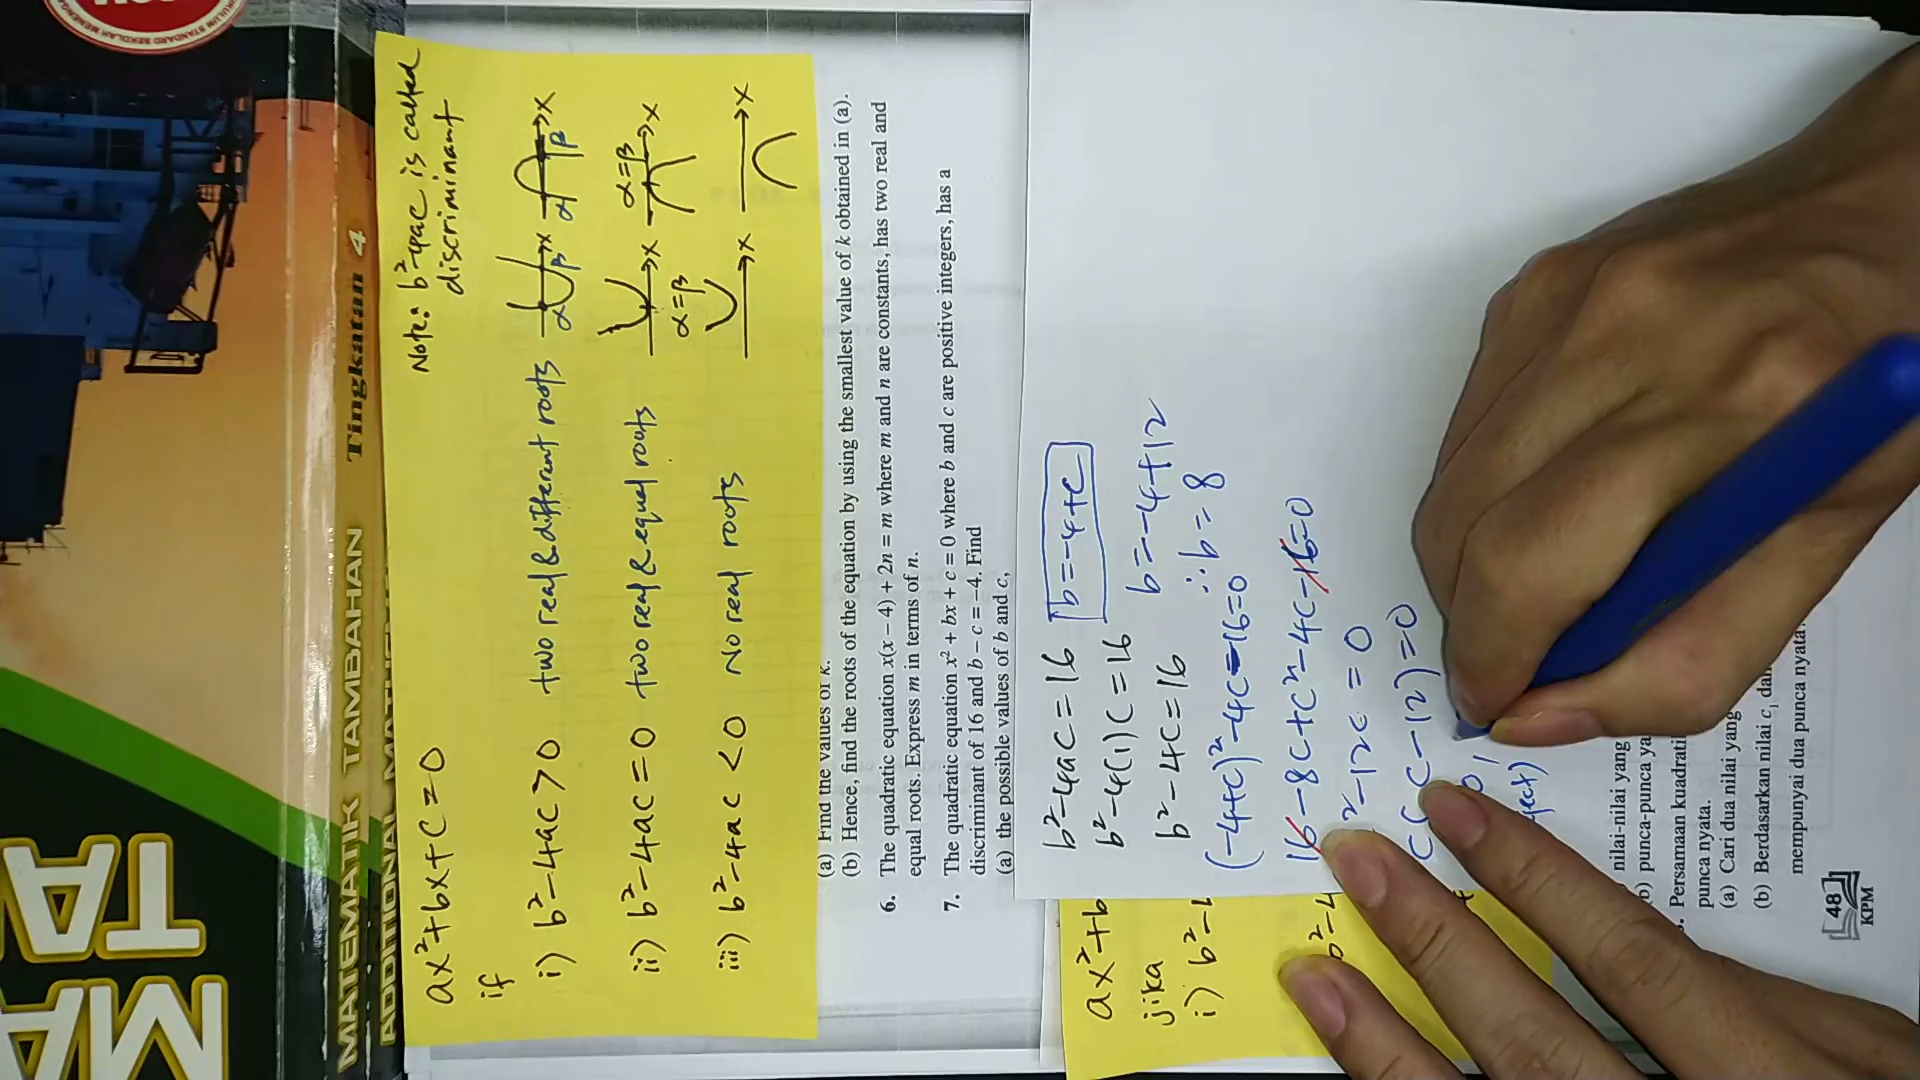 MATEMATIK TAMBAHAN Tingkatan 4
ax²+bx+c=0
Note: b²-4ac is called
discriminant
if
i) b²-4ac>0 two real & different roots
α β x
α β x
ii) b²-4ac=0 two real & equal roots
α=β x
α=β x
iii) b²-4ac<0 No real roots
x
x
(a) Find the values of k.
(b) Hence, find the roots of the equation by using the smallest value of k obtained in (a).
6. The quadratic equation x(x – 4) + 2n = m where m and n are constants, has two real and
equal roots. Express m in terms of n.
7. The quadratic equation x² + bx + c = 0 where b and c are positive integers, has a
discriminant of 16 and b – c = –4. Find
(a) the possible values of b and c,
b²-4ac=16 b=-4+c
b²-4(1)c=16
b²-4c=16
b=-4+12
∴b=8
(-4+c)²-4c-16=0
16-8c+c²-4c-16=0
²-12c=0
c(c-12)=0
ax²+b
jika
i) b²-4
b²-4
nilai-nilai yang
b) punca-punca ya
Persamaan kuadrati
punca nyata.
(a) Cari dua nilai yang
(b) Berdasarkan nilai c₁ dan
mempunyai dua punca nyata
48
KPM